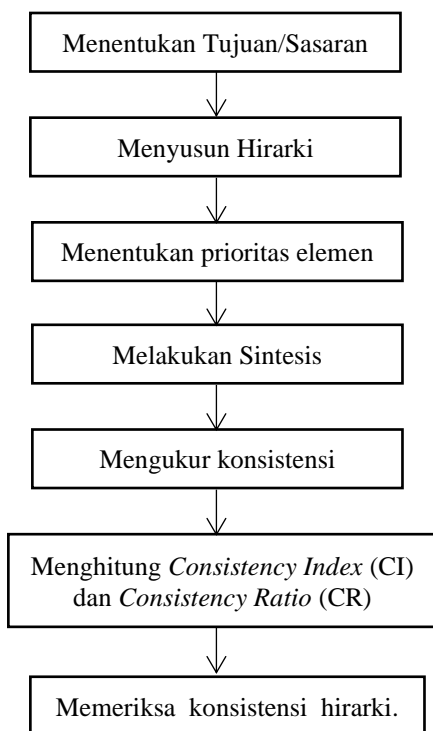 Menentukan Tujuan/Sasaran
Menyusun Hirarki
Menentukan prioritas elemen
Melakukan Sintesis
Mengukur konsistensi
Menghitung Consistency Index (CI)
dan Consistency Ratio (CR)
Memeriksa konsistensi hirarki.